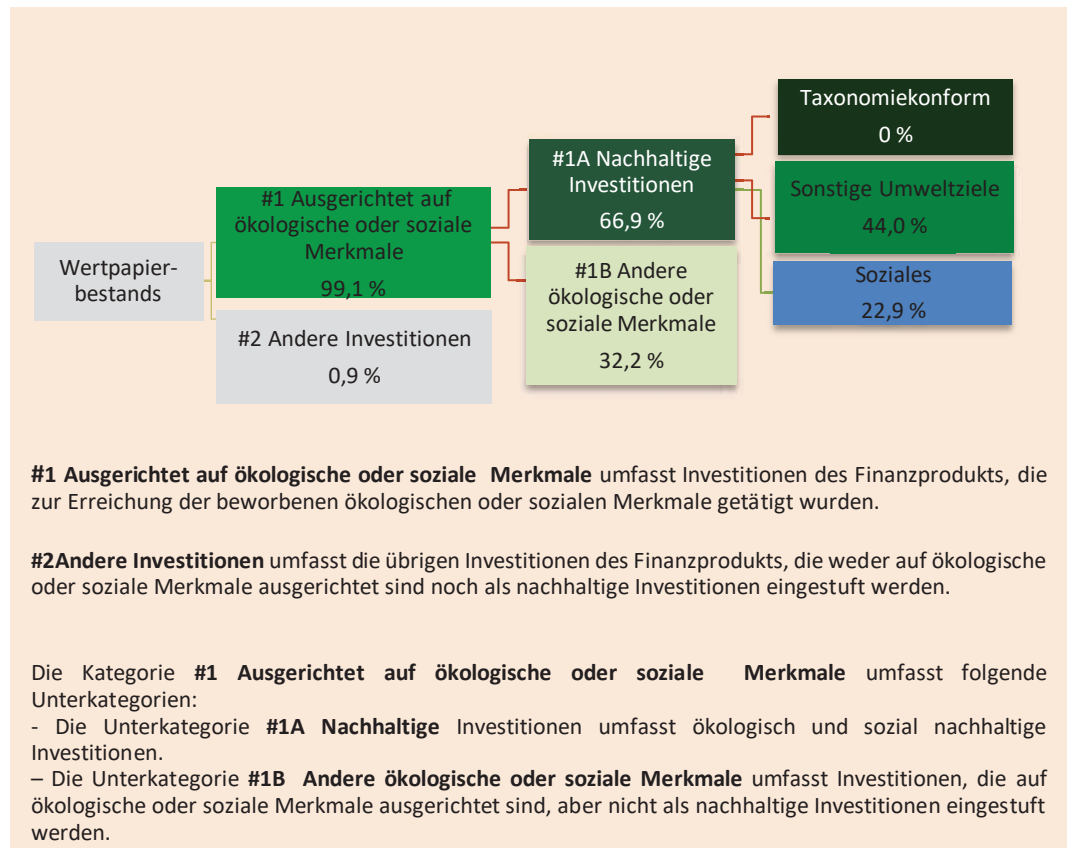 Wertpapier-
bestands
#1 Ausgerichtet auf
ökologische oder soziale
Merkmale
99,1 %
#2 Andere Investitionen
0,9 %
#1A Nachhaltige
Investitionen
66,9 %
#1B Andere
ökologische oder
soziale Merkmale
32,2 %
Taxonomiekonform
0 %
Sonstige Umweltziele
44,0 %
Soziales
22,9 %
#1 Ausgerichtet auf ökologische oder soziale Merkmale umfasst Investitionen des Finanzprodukts, die
zur Erreichung der beworbenen ökologischen oder sozialen Merkmale getätigt wurden.
#2Andere Investitionen umfasst die übrigen Investitionen des Finanzprodukts, die weder auf ökologische
oder soziale Merkmale ausgerichtet sind noch als nachhaltige Investitionen eingestuft werden.
Die Kategorie #1 Ausgerichtet auf ökologische oder soziale Merkmale umfasst folgende
Unterkategorien:
- Die Unterkategorie #1A Nachhaltige Investitionen umfasst ökologisch und sozial nachhaltige
Investitionen.
– Die Unterkategorie #1B Andere ökologische oder soziale Merkmale umfasst Investitionen, die auf
ökologische oder soziale Merkmale ausgerichtet sind, aber nicht als nachhaltige Investitionen eingestuft
werden.